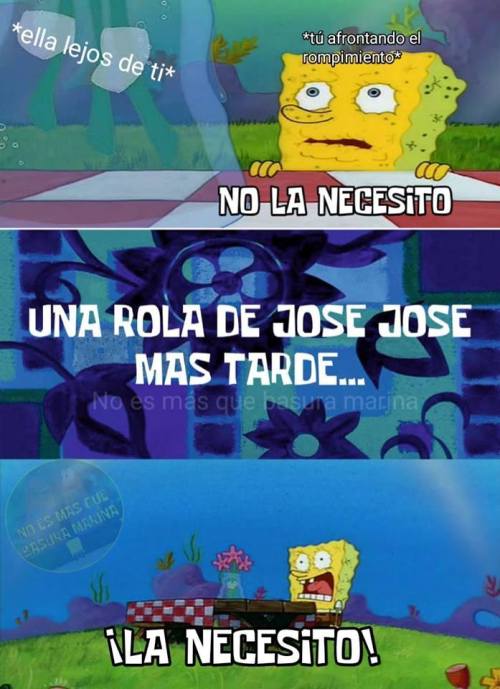 *ella lejos de ti*
*tú afrontando el
rompimiento*
NO LA NECESiTO
UNA ROLA DE JOSE JOSE
MAS TARDE...
No es más que basura marina
NO ES MAS QUE
BASURA MARINA
¡LA NECESiTO!